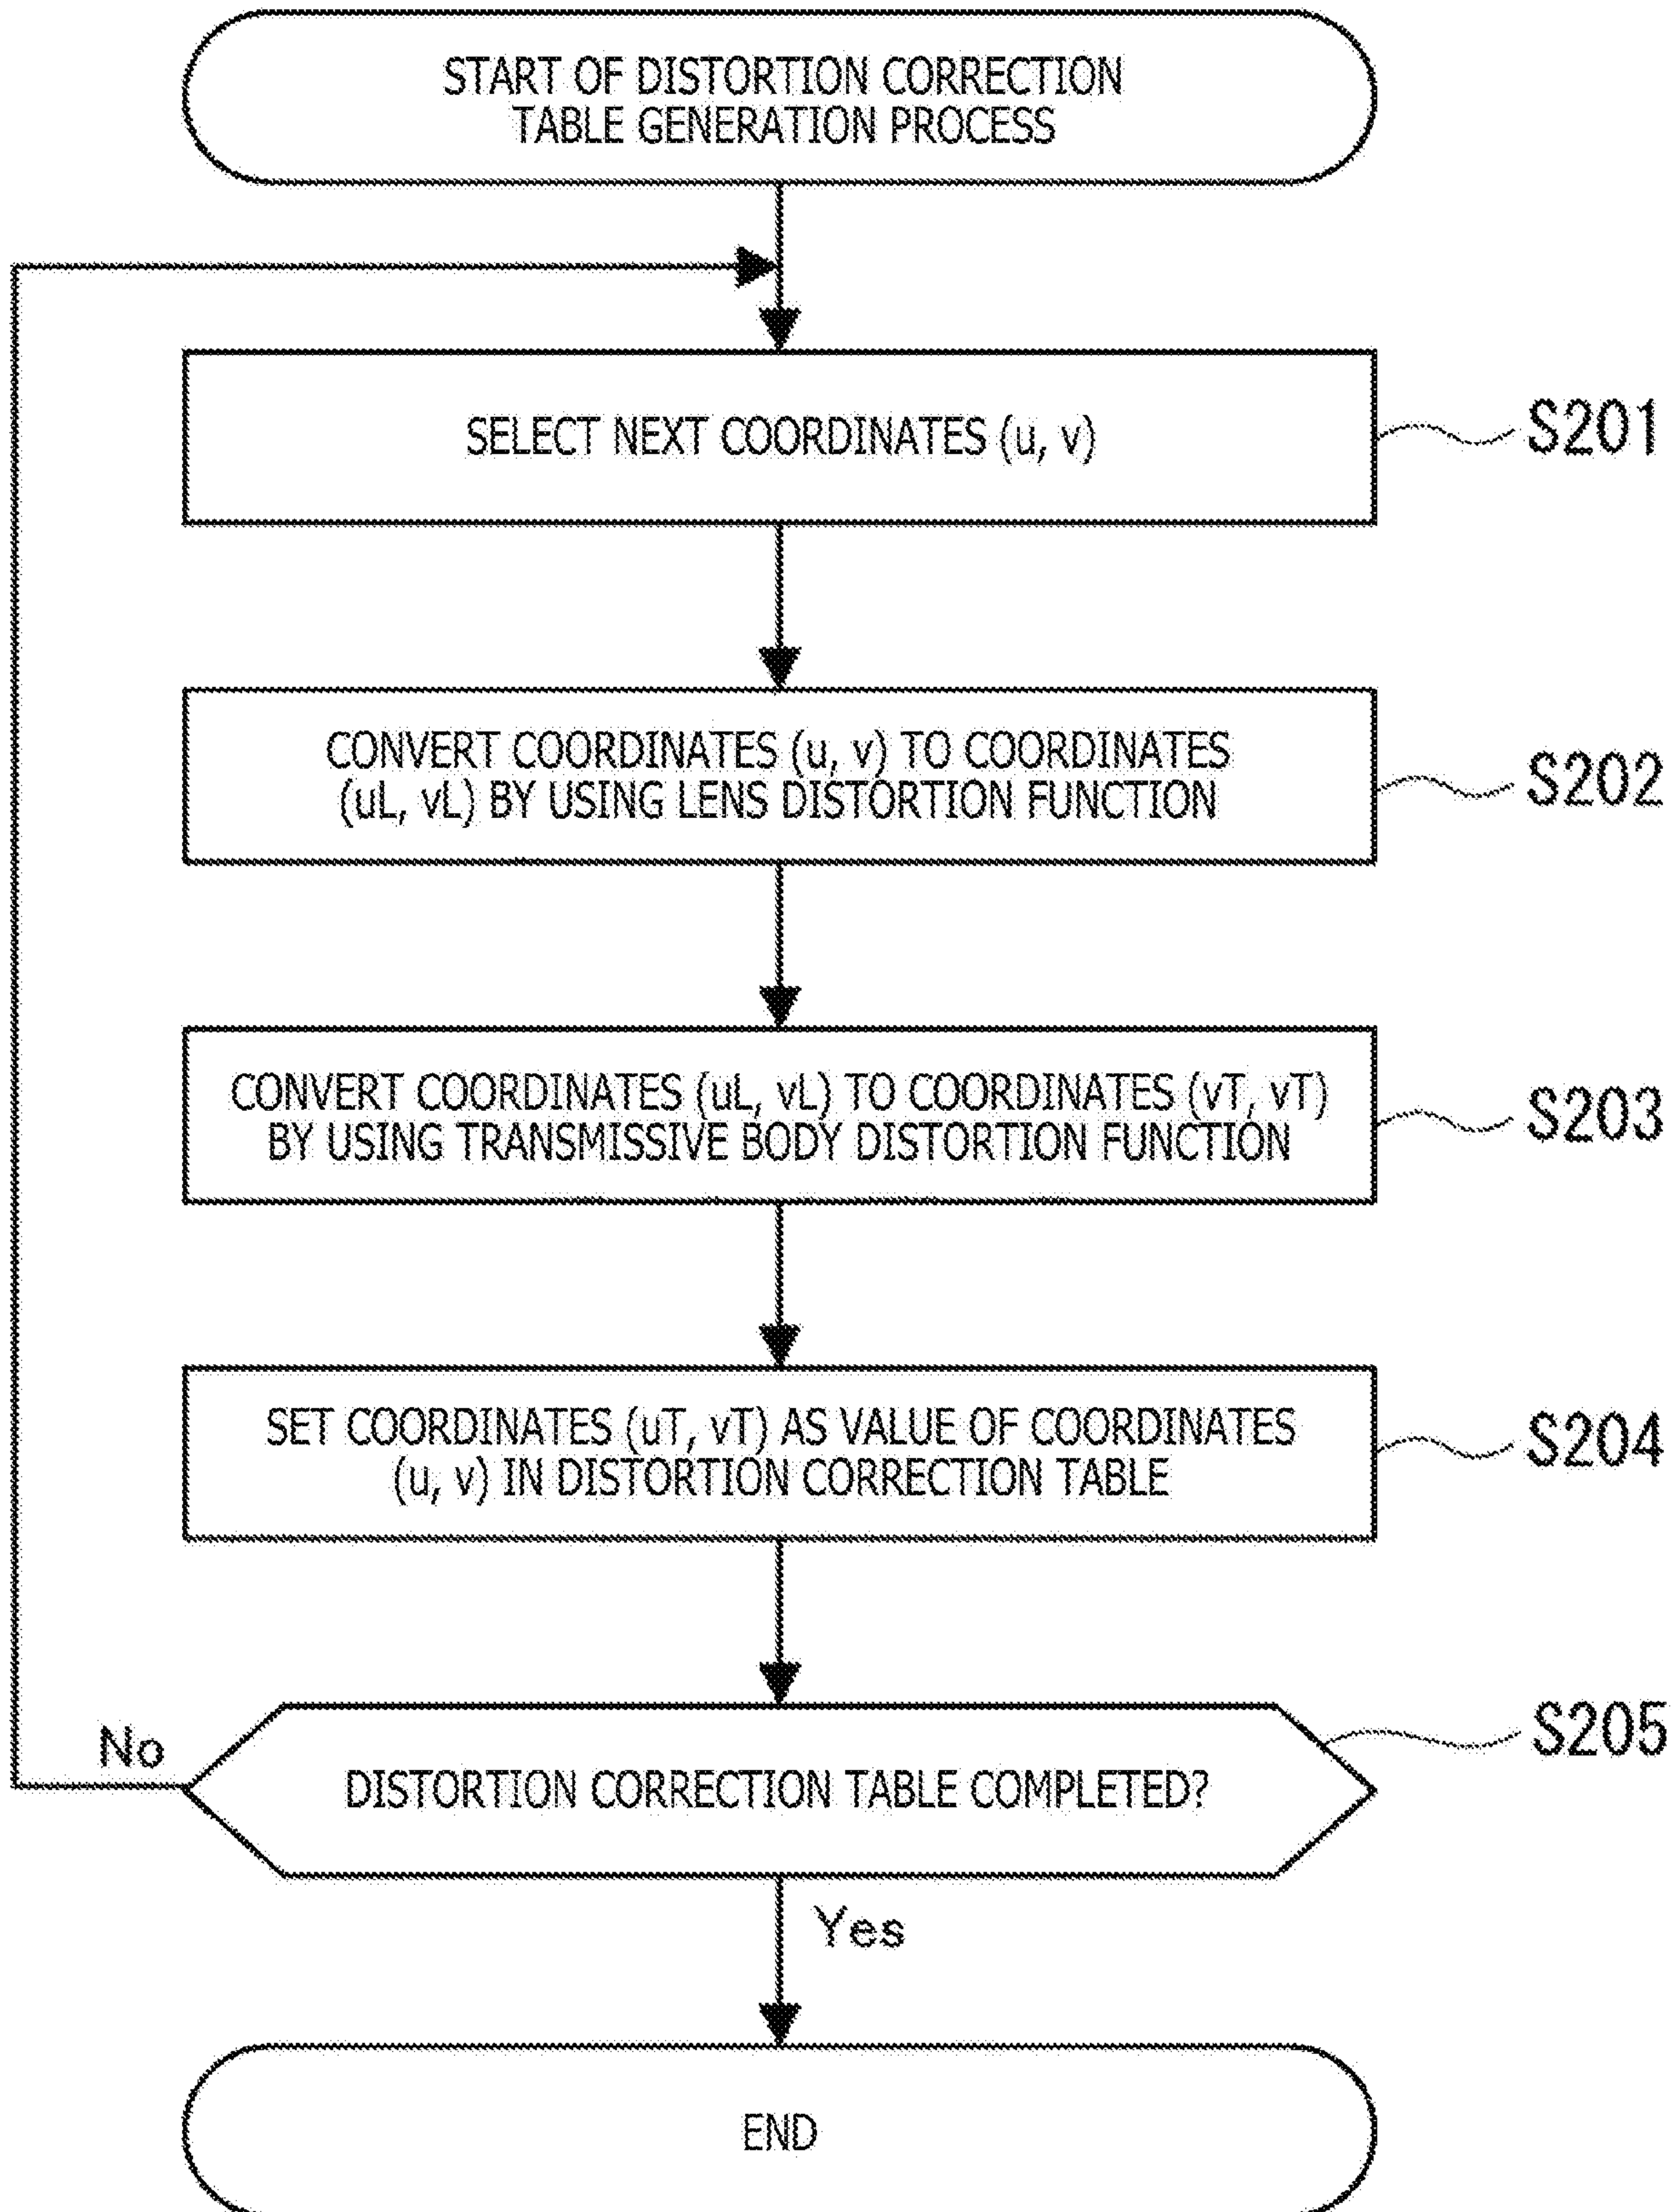 START OF DISTORTION CORRECTION
TABLE GENERATION PROCESS
SELECT NEXT COORDINATES (u, v)
S201
CONVERT COORDINATES (u, v) TO COORDINATES
(uL, vL) BY USING LENS DISTORTION FUNCTION
S202
CONVERT COORDINATES (uL, vL) TO COORDINATES (vT, vT)
BY USING TRANSMISSIVE BODY DISTORTION FUNCTION
S203
SET COORDINATES (uT, vT) AS VALUE OF COORDINATES
(u, v) IN DISTORTION CORRECTION TABLE
S204
No
DISTORTION CORRECTION TABLE COMPLETED?
S205
Yes
END